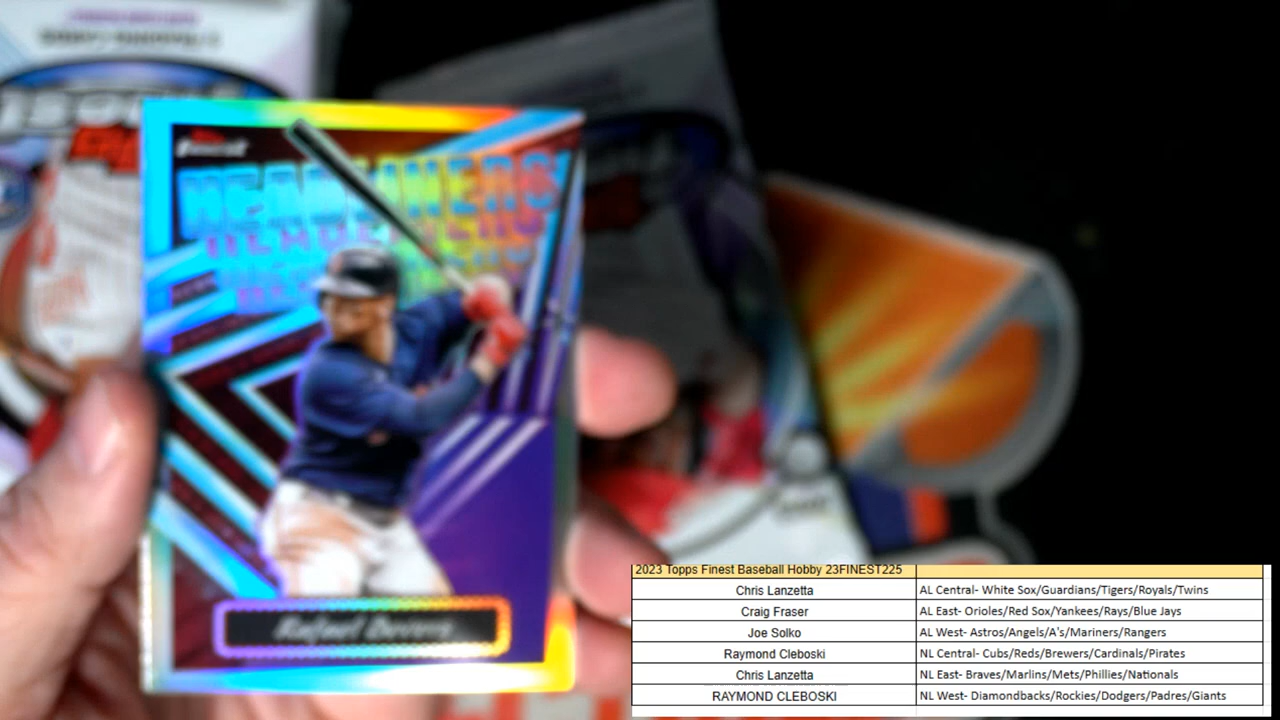 Finest
HEADLINERS
HEADLINERS
Rafael Devers
2023 Topps Finest Baseball Hobby 23FINEST225
Chris Lanzetta AL Central- White Sox/Guardians/Tigers/Royals/Twins
Craig Fraser AL East- Orioles/Red Sox/Yankees/Rays/Blue Jays
Joe Solko AL West- Astros/Angels/A's/Mariners/Rangers
Raymond Cleboski NL Central- Cubs/Reds/Brewers/Cardinals/Pirates
Chris Lanzetta NL East- Braves/Marlins/Mets/Phillies/Nationals
RAYMOND CLEBOSKI NL West- Diamondbacks/Rockies/Dodgers/Padres/Giants